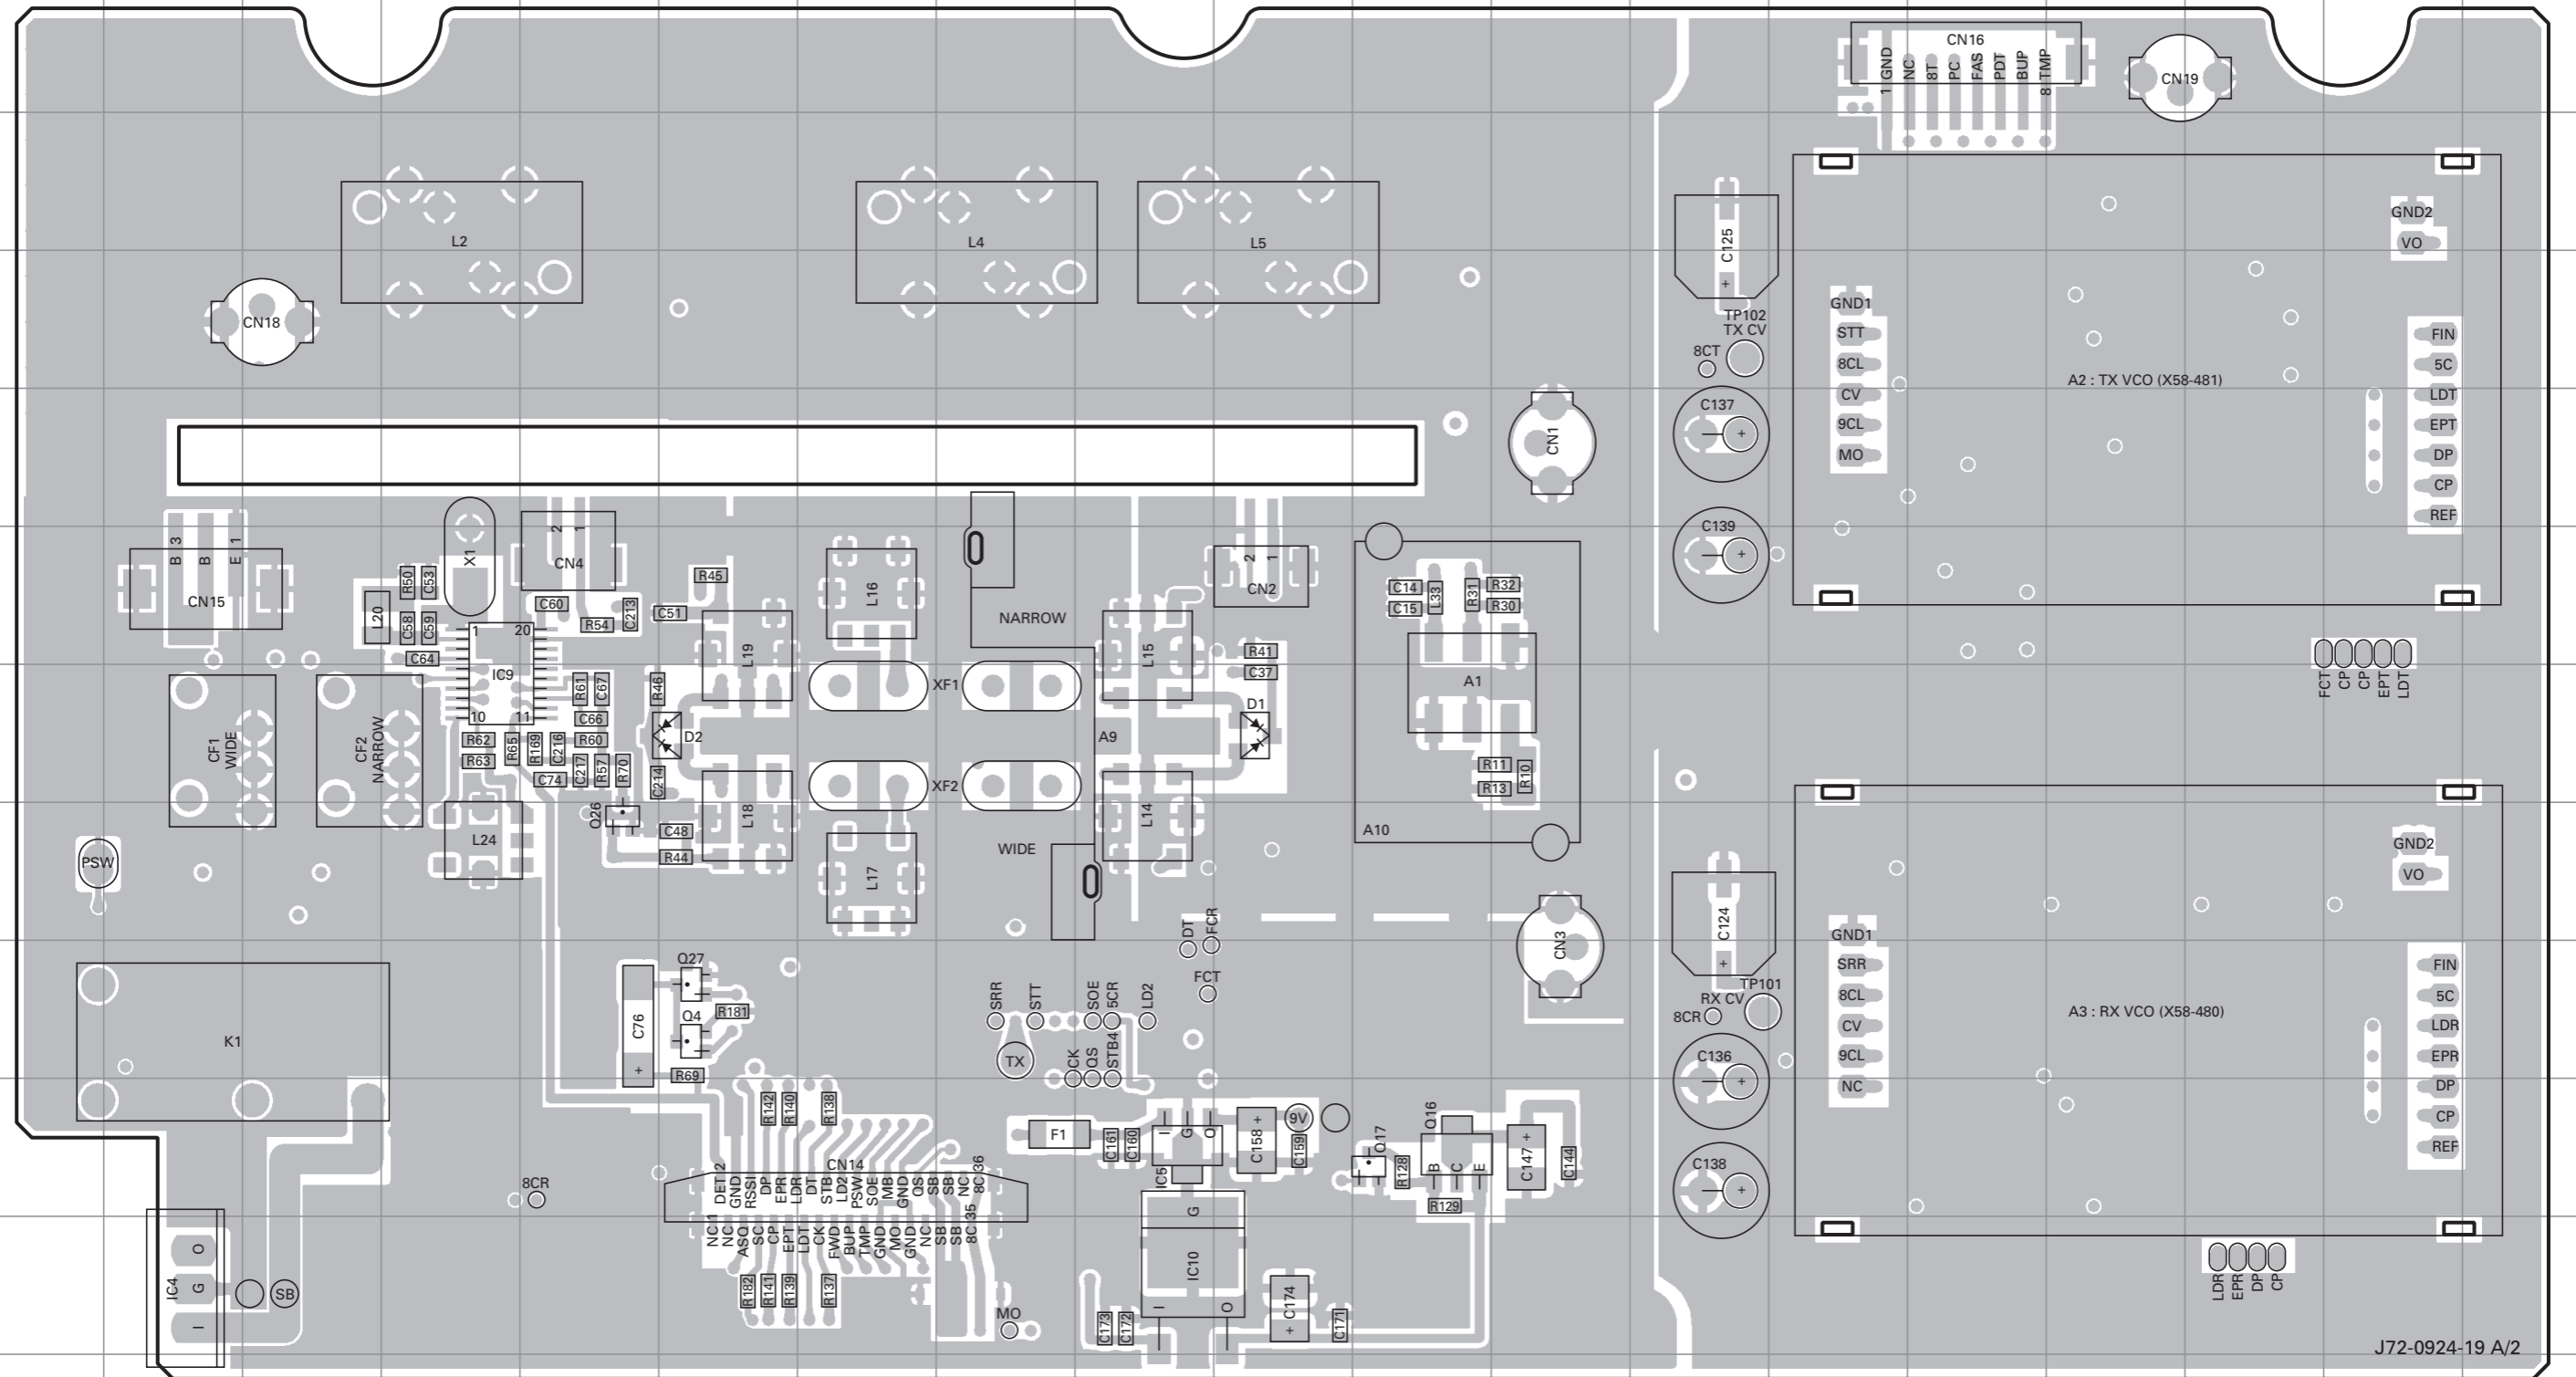 CN16
1 GND
NC
8T
PC
FAS
PDT
BUP
8 TMP
CN19
L2
L4
L5
CN18
C125
+
TP102
TX CV
8CT
C137
+
C139
+
CN1
GND2
VO
GND1
STT
8CL
CV
9CL
MO
A2 : TX VCO (X58-481)
FIN
5C
LDT
EPT
DP
CP
REF
FCT
CP
CP
EPT
LDT
B 3
B
E 1
CN15
L20
R50
C53
C58
C59
C64
X1
2
1
CN4
C60
R54
C213
C51
R45
1
20
IC9
10
11
R61
C67
C66
R46
R62
R63
R65
R169
C216
R60
C74
C217
R57
R70
C214
D2
Q26
C48
R44
L24
L19
L18
L16
L17
XF1
XF2
NARROW
WIDE
A9
L15
L14
2
1
CN2
R41
C37
D1
C14
C15
L33
R31
R32
R30
A1
R11
R13
R10
A10
CF1
WIDE
CF2
NARROW
PSW
K1
C76
+
Q27
Q4
R181
R69
DT
FCR
FCT
SRR
STT
SOE
5CR
LD2
TX
CK
QS
STB4
CN3
C124
+
RX CV
TP101
8CR
C136
+
C138
+
GND2
VO
GND1
SRR
8CL
CV
9CL
NC
A3 : RX VCO (X58-480)
FIN
5C
LDR
EPR
DP
CP
REF
LDR
EPR
DP
CP
R142
R140
R138
CN14
DET 2
GND
RSSI
DP
EPR
LDR
DT
STB
LD2
PSW
SOE
MB
GND
QS
SB
SB
NC
8C 36
NC 1
NC
ASQ
SC
CP
EPT
LDT
CK
FWD
BUP
TMP
GND
MO
GND
NC
SB
SB
8C 35
R182
R141
R139
R137
8CR
MO
F1
C161
C160
I
G
O
IC5
C158
+
9V
C159
Q17
R128
Q16
B
C
E
R129
C147
+
C144
G
IC10
I
O
C173
C172
C174
+
C171
IC4
O
G
I
SB
J72-0924-19 A/2